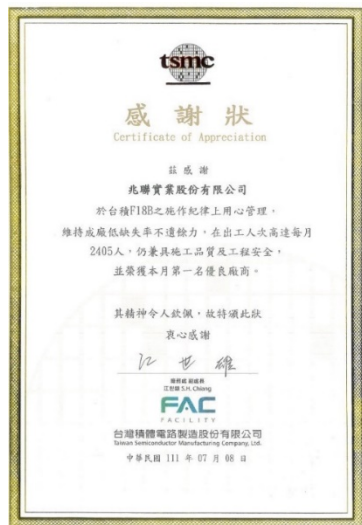 tsmc
感謝狀
Certificate of Appreciation
茲感謝
兆聯實業股份有限公司
於台積F18B之施作紀律上用心管理，
維持成廠低缺失率不遺餘力，在出工人次高達每月
2405人，仍兼具施工品質及工程安全，
並榮獲本月第一名優良廠商。
其精神令人欽佩，故特頒此狀
衷心感謝
江世雄
江世雄 S.H. Chiang
FAC
FACILITY
台灣積體電路製造股份有限公司
Taiwan Semiconductor Manufacturing Company, Ltd.
中華民國 111 年 07 月 08 日